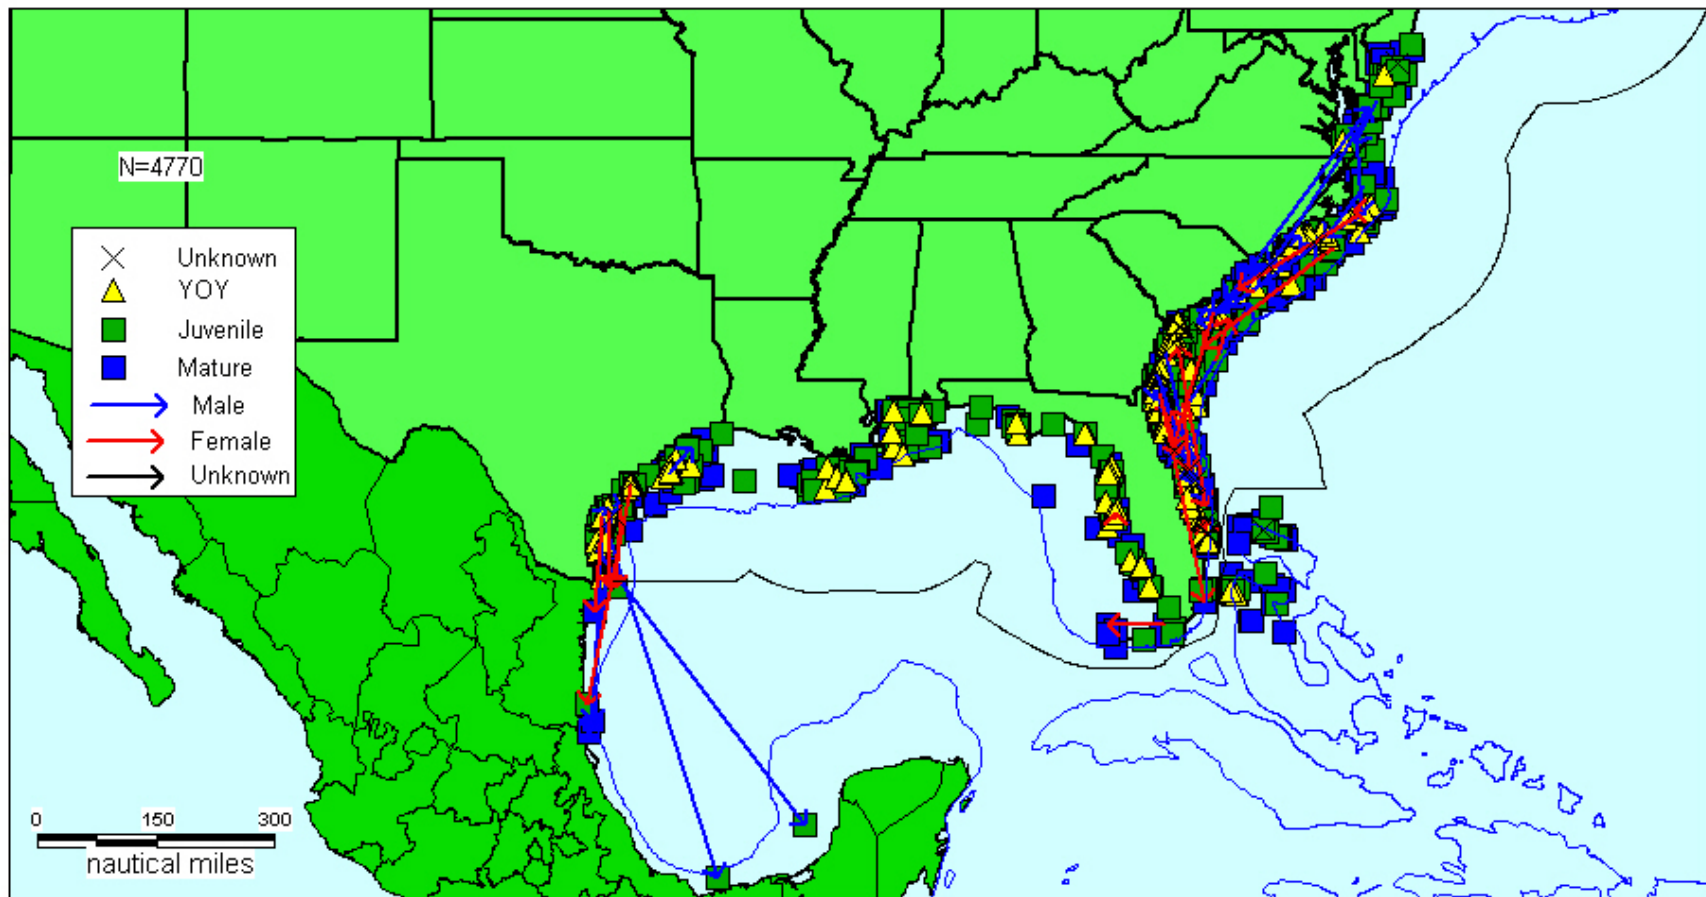 N=4770
Unknown
YOY
Juvenile
Mature
Male
Female
Unknown
0 150 300
nautical miles